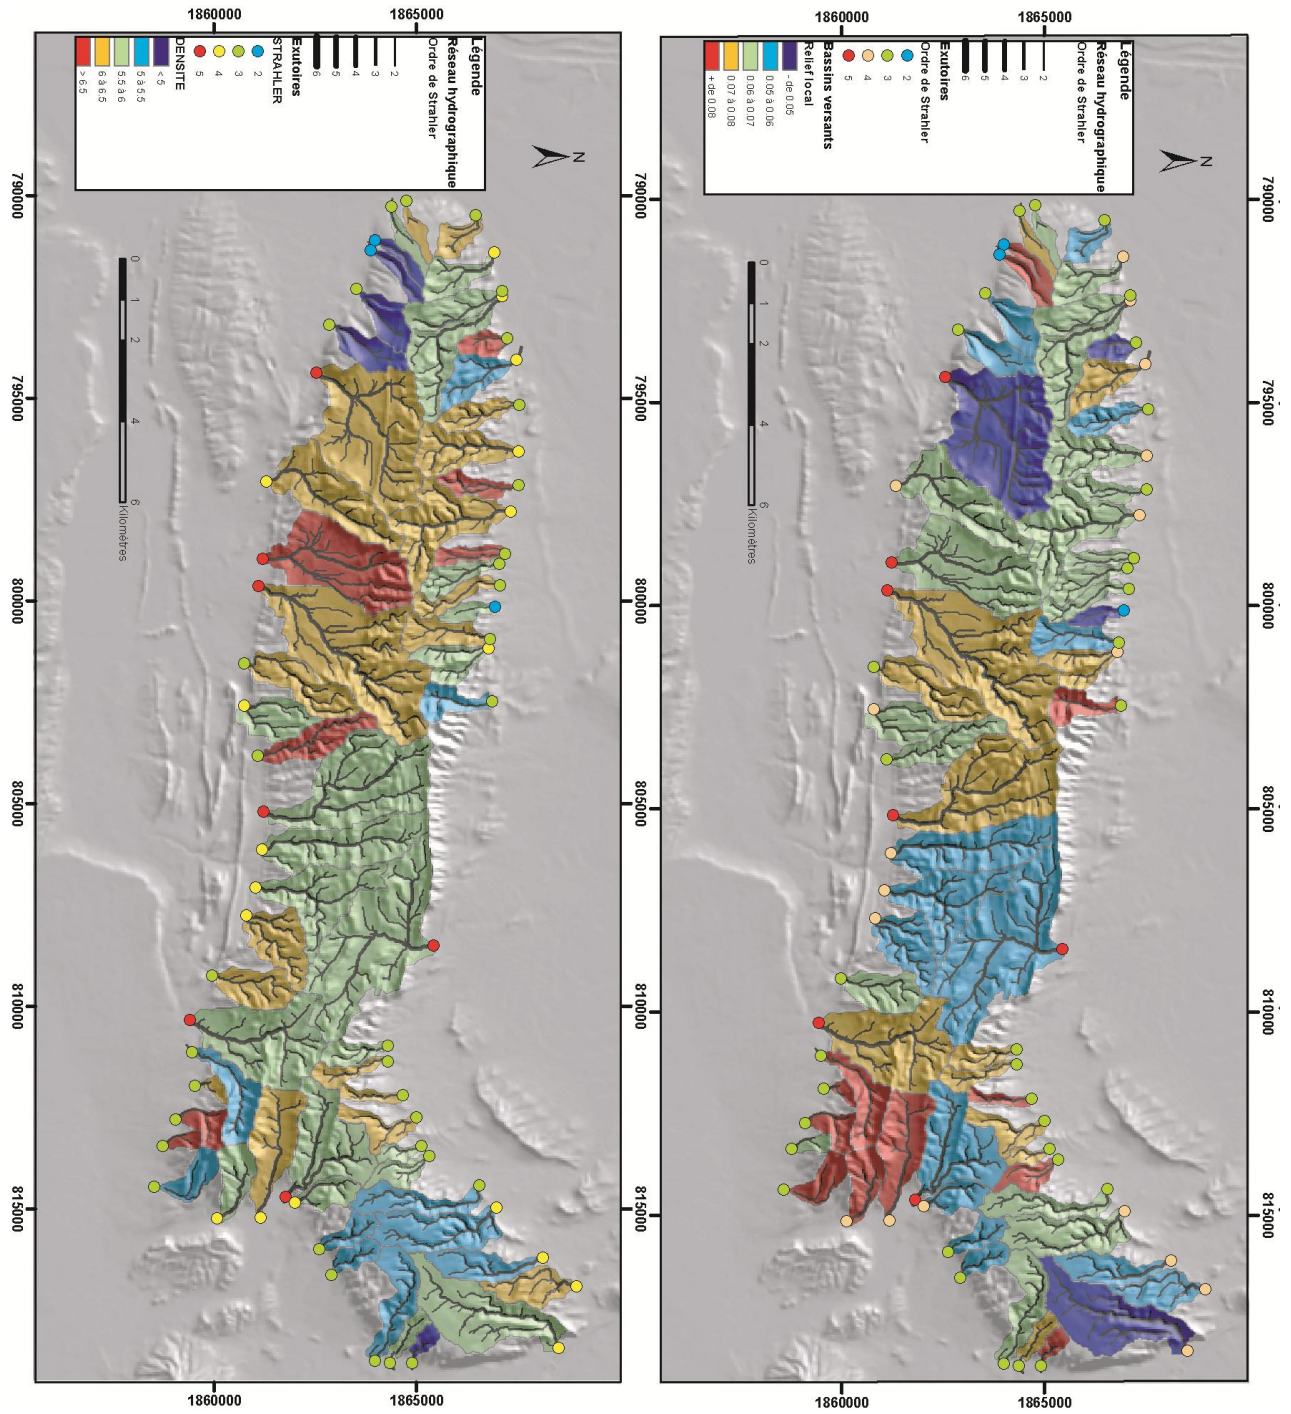 1860000
1865000
Légende
Réseau hydrographique
Ordre de Strahler
2
3
4
5
6
Exutoires
STRAHLER
2
3
4
5
DENSITE
< 5
5 à 5.5
5.5 à 6
6 à 6.5
> 6.5
N
0
1
2
4
6
Kilomètres
790000
795000
800000
805000
810000
815000
1860000
1865000
1860000
1865000
Légende
Réseau hydrographique
Ordre de Strahler
2
3
4
5
6
Exutoires
Ordre de Strahler
2
3
4
5
Bassins versants
Relief local
- de 0.05
0.05 à 0.06
0.06 à 0.07
0.07 à 0.08
+ de 0.08
N
0
1
2
4
6
Kilomètres
790000
795000
800000
805000
810000
815000
1860000
1865000